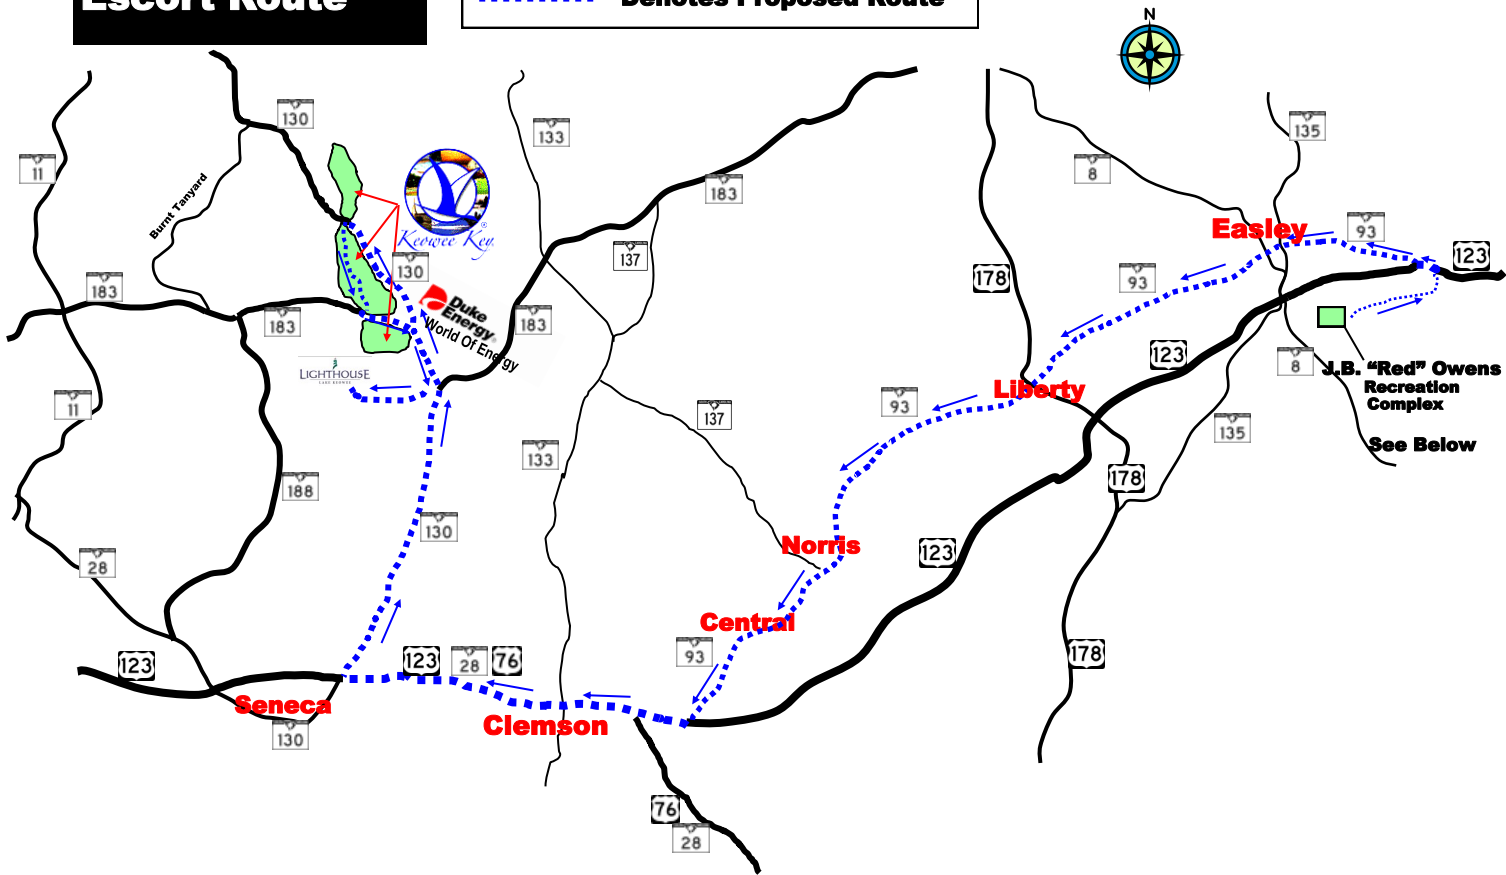 Escort Route
Denotes Proposed Route
N
130
133
135
11
8
183
Burnt Tanyard
Keowee Key
®
Easley
93
137
123
130
183
178
93
183
Duke
Energy®
World Of Energy
183
123
LIGHTHOUSE
LAKE KEOWEE
8
J.B. “Red” Owens
Recreation
Complex
Liberty
11
93
137
135
See Below
133
178
188
130
Norris
123
28
Central
93
178
123
123
28
76
Seneca
Clemson
130
76
28